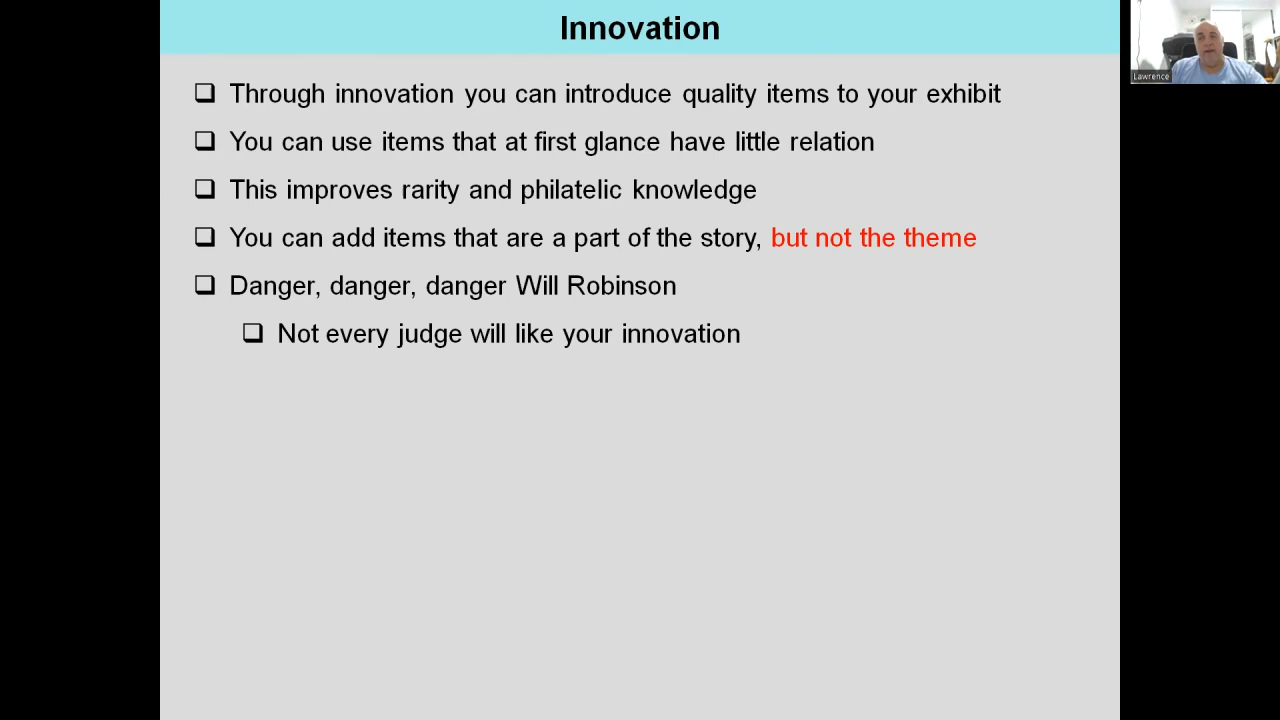 Innovation
Through innovation you can introduce quality items to your exhibit
You can use items that at first glance have little relation
This improves rarity and philatelic knowledge
You can add items that are a part of the story, but not the theme
Danger, danger, danger Will Robinson
Not every judge will like your innovation
Lawrence